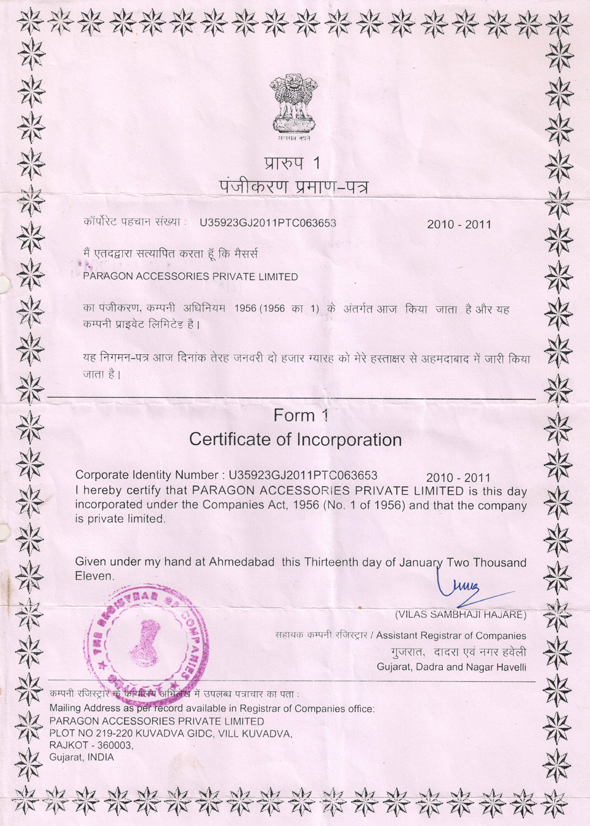 सत्यमेव जयते
प्रारुप 1
पंजीकरण प्रमाण-पत्र
कॉर्पोरेट पहचान संख्या : U35923GJ2011PTC063653 2010 - 2011
मैं एतदद्वारा सत्यापित करता हूँ कि मैसर्स
PARAGON ACCESSORIES PRIVATE LIMITED
का पंजीकरण, कम्पनी अधिनियम 1956 (1956 का 1) के अंतर्गत आज किया जाता है और यह
कम्पनी प्राइवेट लिमिटेड है।
यह निगमन-पत्र आज दिनांक तेरह जनवरी दो हजार ग्यारह को मेरे हस्ताक्षर से अहमदाबाद में जारी किया
जाता है।
Form 1
Certificate of Incorporation
Corporate Identity Number : U35923GJ2011PTC063653 2010 - 2011
I hereby certify that PARAGON ACCESSORIES PRIVATE LIMITED is this day
incorporated under the Companies Act, 1956 (No. 1 of 1956) and that the company
is private limited.
Given under my hand at Ahmedabad this Thirteenth day of January Two Thousand
Eleven.
(VILAS SAMBHAJI HAJARE)
सहायक कम्पनी रजिस्ट्रार / Assistant Registrar of Companies
गुजरात, दादरा एवं नगर हवेली
Gujarat, Dadra and Nagar Havelli
THE REGISTRAR OF COMPANIES
कम्पनी रजिस्ट्रार के कार्यालय अभिलेख में उपलब्ध पत्राचार का पता :
Mailing Address as per record available in Registrar of Companies office:
PARAGON ACCESSORIES PRIVATE LIMITED
PLOT NO 219-220 KUVADVA GIDC, VILL KUVADVA,
RAJKOT - 360003,
Gujarat, INDIA